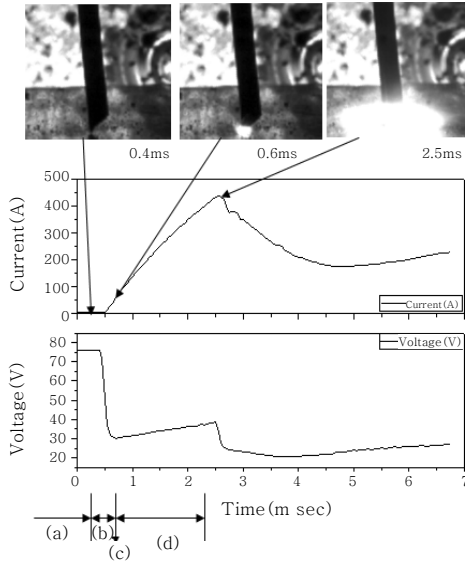 0.4ms 0.6ms 2.5ms
500
400
300
200
100
0
Current(A)
Current(A)
80
70
60
50
40
30
20
10
Voltage(V)
Voltage(V)
0 1 2 3 4 5 6 7
Time(m sec)
(a) (b) (c) (d)